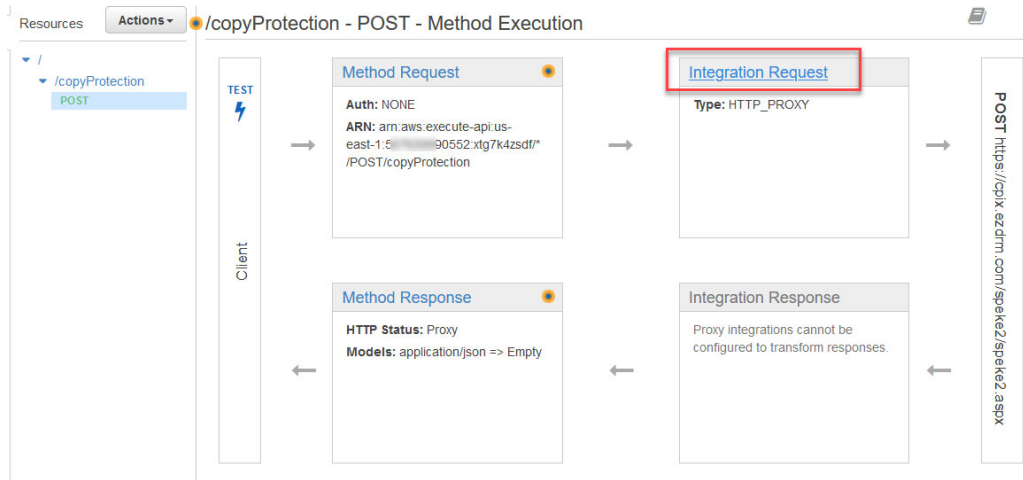 Resources
Actions
/copyProtection - POST - Method Execution
/
/copyProtection
POST
TEST
Client
Method Request
Auth: NONE
ARN: arn:aws:execute-api:us-
east-1:5 90552:xtg7k4zsdf/*
/POST/copyProtection
Integration Request
Type: HTTP_PROXY
POST https://cpix.ezdrm.com/speke2/speke2.aspx
Method Response
HTTP Status: Proxy
Models: application/json => Empty
Integration Response
Proxy integrations cannot be
configured to transform responses.